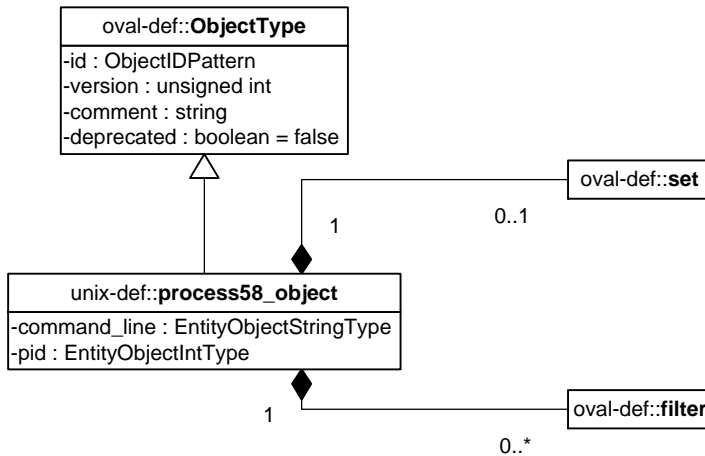 oval-def::ObjectType
-id : ObjectIDPattern
-version : unsigned int
-comment : string
-deprecated : boolean = false
oval-def::set
0..1
1
unix-def::process58_object
-command_line : EntityObjectStringType
-pid : EntityObjectIntType
oval-def::filter
1
0..*